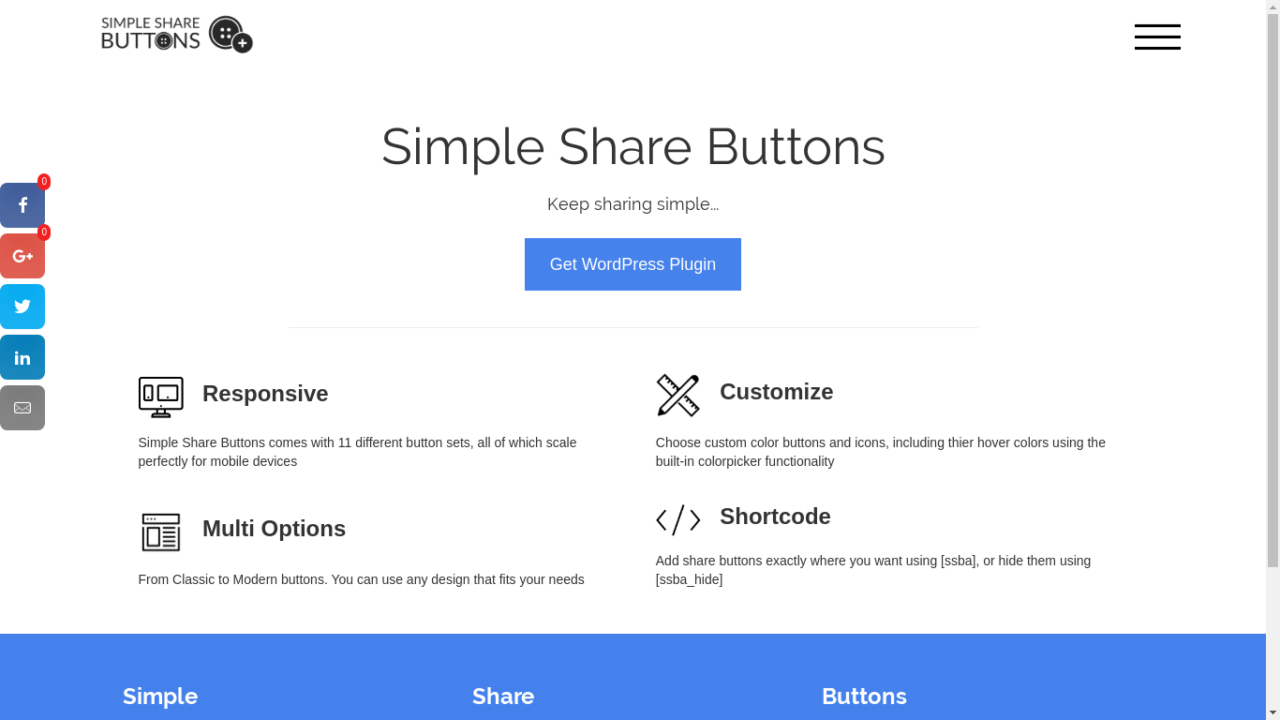 SIMPLE SHARE
BUTTONS
Simple Share Buttons
Keep sharing simple...
0
0
Get WordPress Plugin
Responsive
Simple Share Buttons comes with 11 different button sets, all of which scale
perfectly for mobile devices
Customize
Choose custom color buttons and icons, including thier hover colors using the
built-in colorpicker functionality
Multi Options
From Classic to Modern buttons. You can use any design that fits your needs
Shortcode
Add share buttons exactly where you want using [ssba], or hide them using
[ssba_hide]
Simple
Share
Buttons